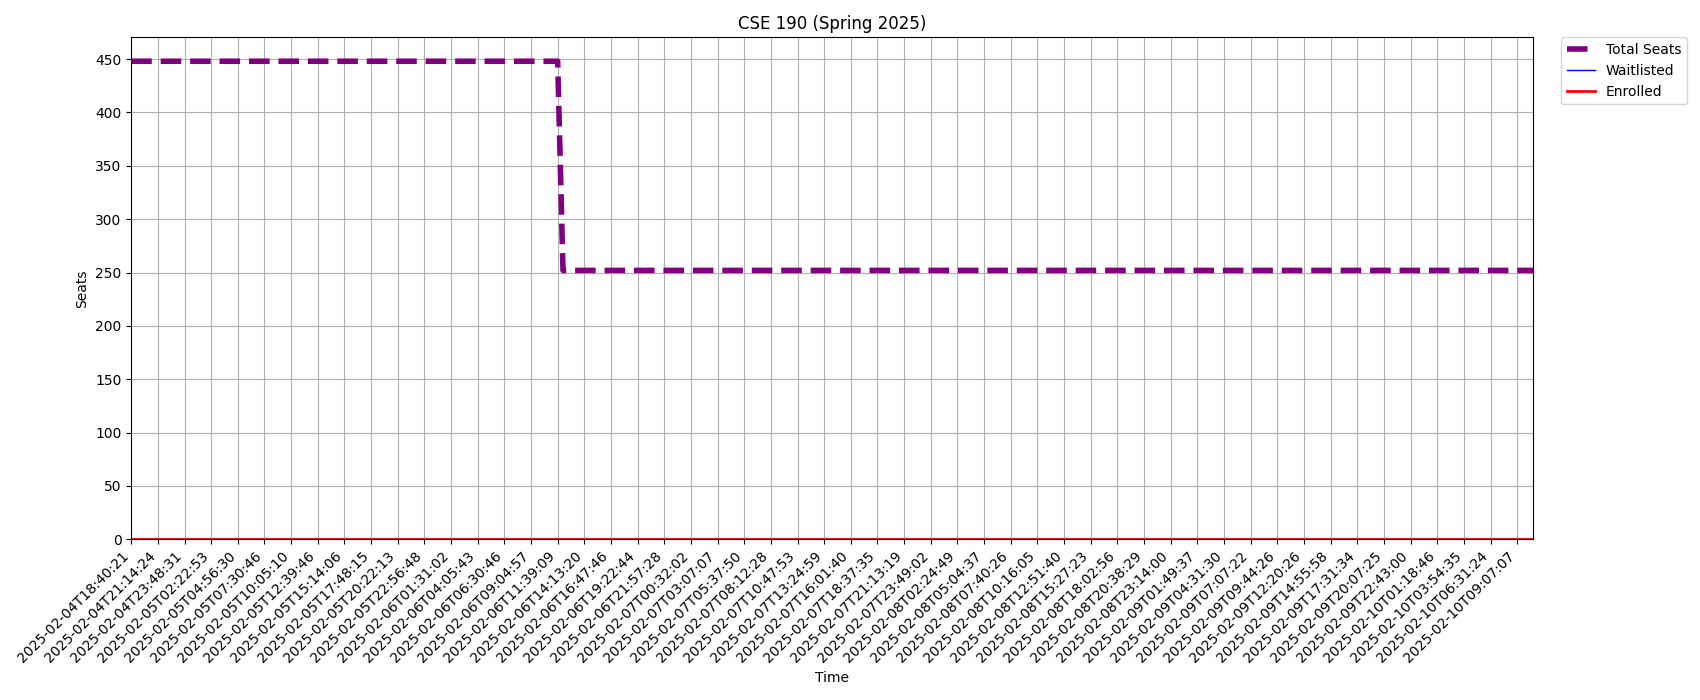 CSE 190 (Spring 2025)
Total Seats
Waitlisted
Enrolled
450
400
350
300
250
200
150
100
50
0
Seats
2025-02-04T18:40:21
2025-02-04T21:14:24
2025-02-04T23:48:31
2025-02-05T02:22:53
2025-02-05T04:56:30
2025-02-05T07:30:46
2025-02-05T10:05:10
2025-02-05T12:39:46
2025-02-05T15:14:06
2025-02-05T17:48:15
2025-02-05T20:22:13
2025-02-05T22:56:48
2025-02-06T01:31:02
2025-02-06T04:05:43
2025-02-06T06:30:46
2025-02-06T09:04:57
2025-02-06T11:39:09
2025-02-06T14:13:20
2025-02-06T16:47:46
2025-02-06T19:22:44
2025-02-06T21:57:28
2025-02-07T00:32:02
2025-02-07T03:07:07
2025-02-07T05:37:50
2025-02-07T08:12:28
2025-02-07T10:47:53
2025-02-07T13:24:59
2025-02-07T16:01:40
2025-02-07T18:37:35
2025-02-07T21:13:19
2025-02-07T23:49:02
2025-02-08T02:24:49
2025-02-08T05:04:37
2025-02-08T07:40:26
2025-02-08T10:16:05
2025-02-08T12:51:40
2025-02-08T15:27:23
2025-02-08T18:02:56
2025-02-08T20:38:29
2025-02-08T23:14:00
2025-02-09T01:49:37
2025-02-09T04:31:30
2025-02-09T07:07:22
2025-02-09T09:44:26
2025-02-09T12:20:26
2025-02-09T14:55:58
2025-02-09T17:31:34
2025-02-09T20:07:25
2025-02-09T22:43:00
2025-02-10T01:18:46
2025-02-10T03:54:35
2025-02-10T06:31:24
2025-02-10T09:07:07
Time